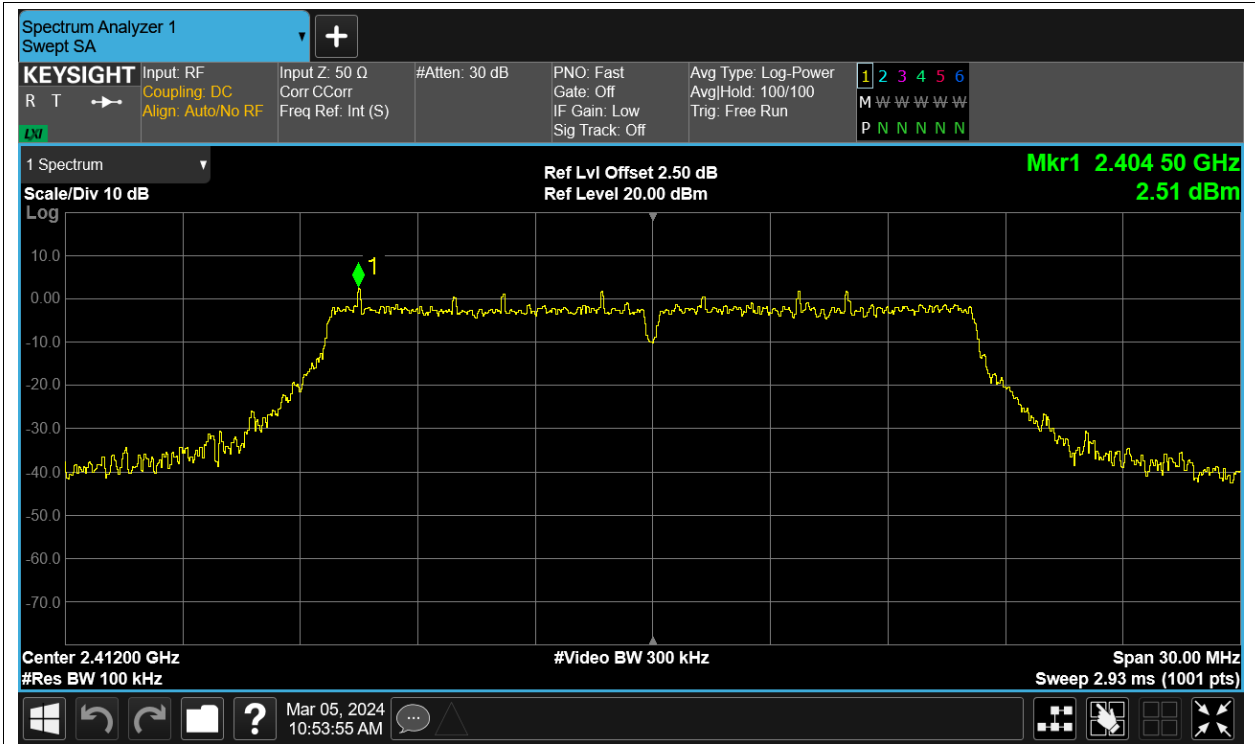 Spectrum Analyzer 1
Swept SA
+
KEYSIGHT
R T
LXI
Input: RF
Coupling: DC
Align: Auto/No RF
Input Z: 50 Ω
Corr CCorr
Freq Ref: Int (S)
#Atten: 30 dB
PNO: Fast
Gate: Off
IF Gain: Low
Sig Track: Off
Avg Type: Log-Power
Avg|Hold: 100/100
Trig: Free Run
1 2 3 4 5 6
M W W W W W W
P N N N N N N
1 Spectrum
Scale/Div 10 dB
Ref Lvl Offset 2.50 dB
Ref Level 20.00 dBm
Mkr1 2.404 50 GHz
2.51 dBm
Log
10.0
0.00
-10.0
-20.0
-30.0
-40.0
-50.0
-60.0
-70.0
1
Center 2.41200 GHz
#Res BW 100 kHz
#Video BW 300 kHz
Span 30.00 MHz
Sweep 2.93 ms (1001 pts)
?
Mar 05, 2024
10:53:55 AM